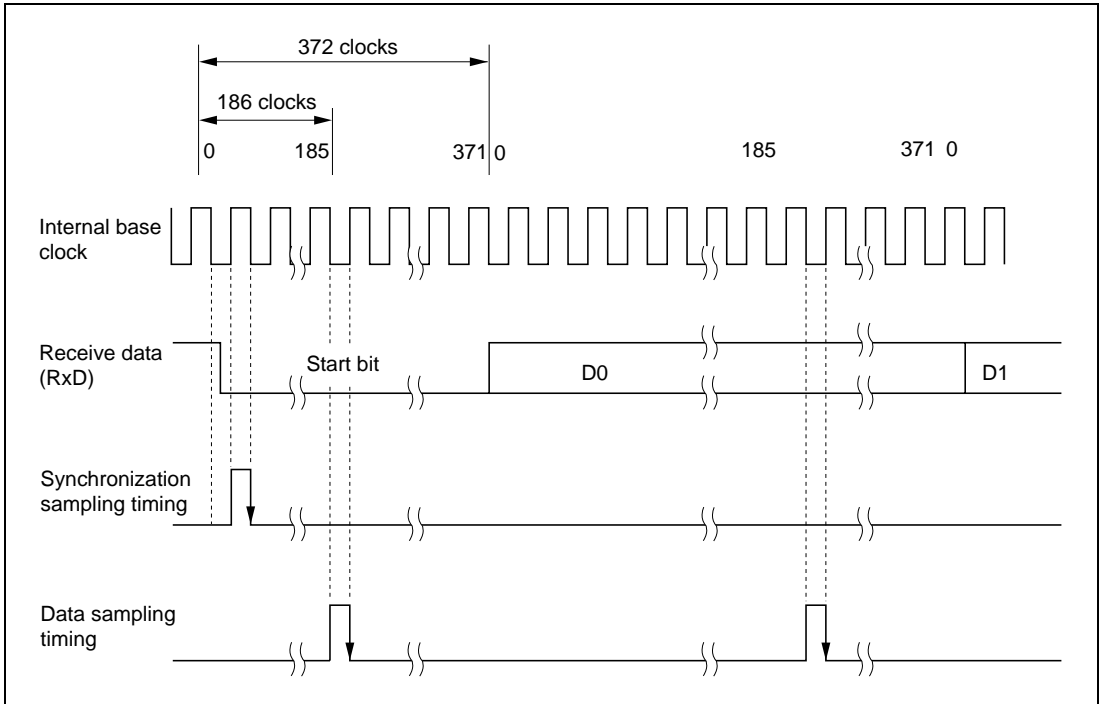 372 clocks
186 clocks
0 185 371 0 185 371 0
Internal base
clock
Receive data
(RxD)
Start bit
D0
D1
Synchronization
sampling timing
Data sampling
timing